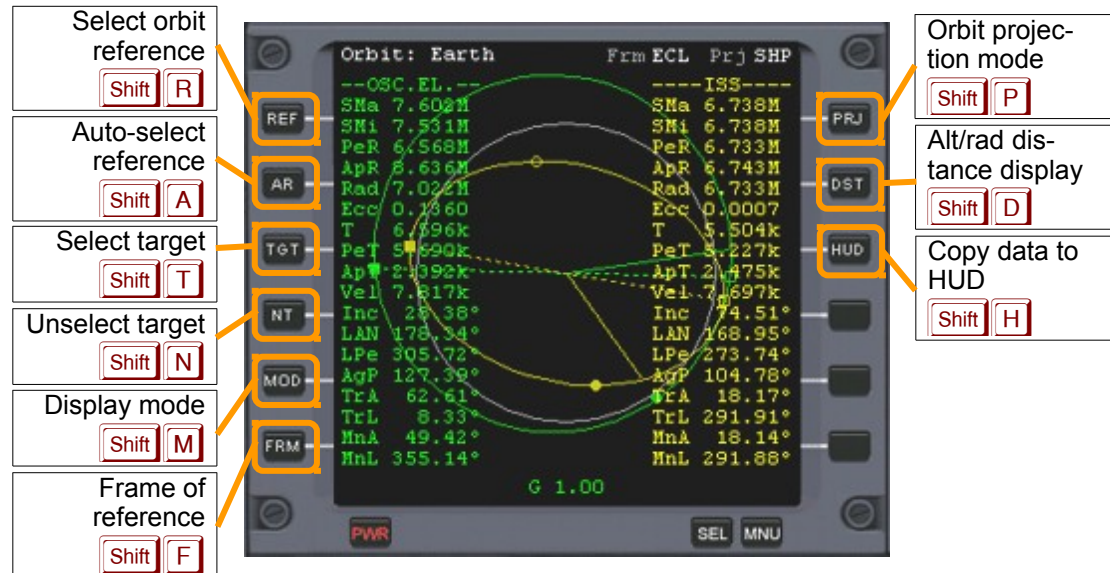 Select orbit
reference
Shift R
Auto-select
reference
Shift A
Select target
Shift T
Unselect target
Shift N
Display mode
Shift M
Frame of
reference
Shift F
REF
AR
TGT
NT
MOD
FRM
Orbit: Earth Frm ECL Prj SHP
--OSC.EL.--
SMa 7.602M
SMi 7.531M
PeR 6.568M
ApR 8.636M
Rad 7.022M
Ecc 0.1360
T 6.596k
PeT 5.690k
ApT 2.392k
Vel 7.817k
Inc 28.38°
LAN 178.34°
LPe 305.72°
AgP 127.39°
TrA 62.61°
TrL 8.33°
MnA 49.42°
MnL 355.14°
----ISS----
SMa 6.738M
SMi 6.738M
PeR 6.733M
ApR 6.743M
Rad 6.733M
Ecc 0.0007
T 5.504k
PeT 5.227k
ApT 2.475k
Vel 7.697k
Inc 74.51°
LAN 168.95°
LPe 273.74°
AgP 104.78°
TrA 18.17°
TrL 291.91°
MnA 18.14°
MnL 291.88°
G 1.00
PWR
SEL MNU
PRJ
DST
HUD
Orbit projec-
tion mode
Shift P
Alt/rad dis-
tance display
Shift D
Copy data to
HUD
Shift H